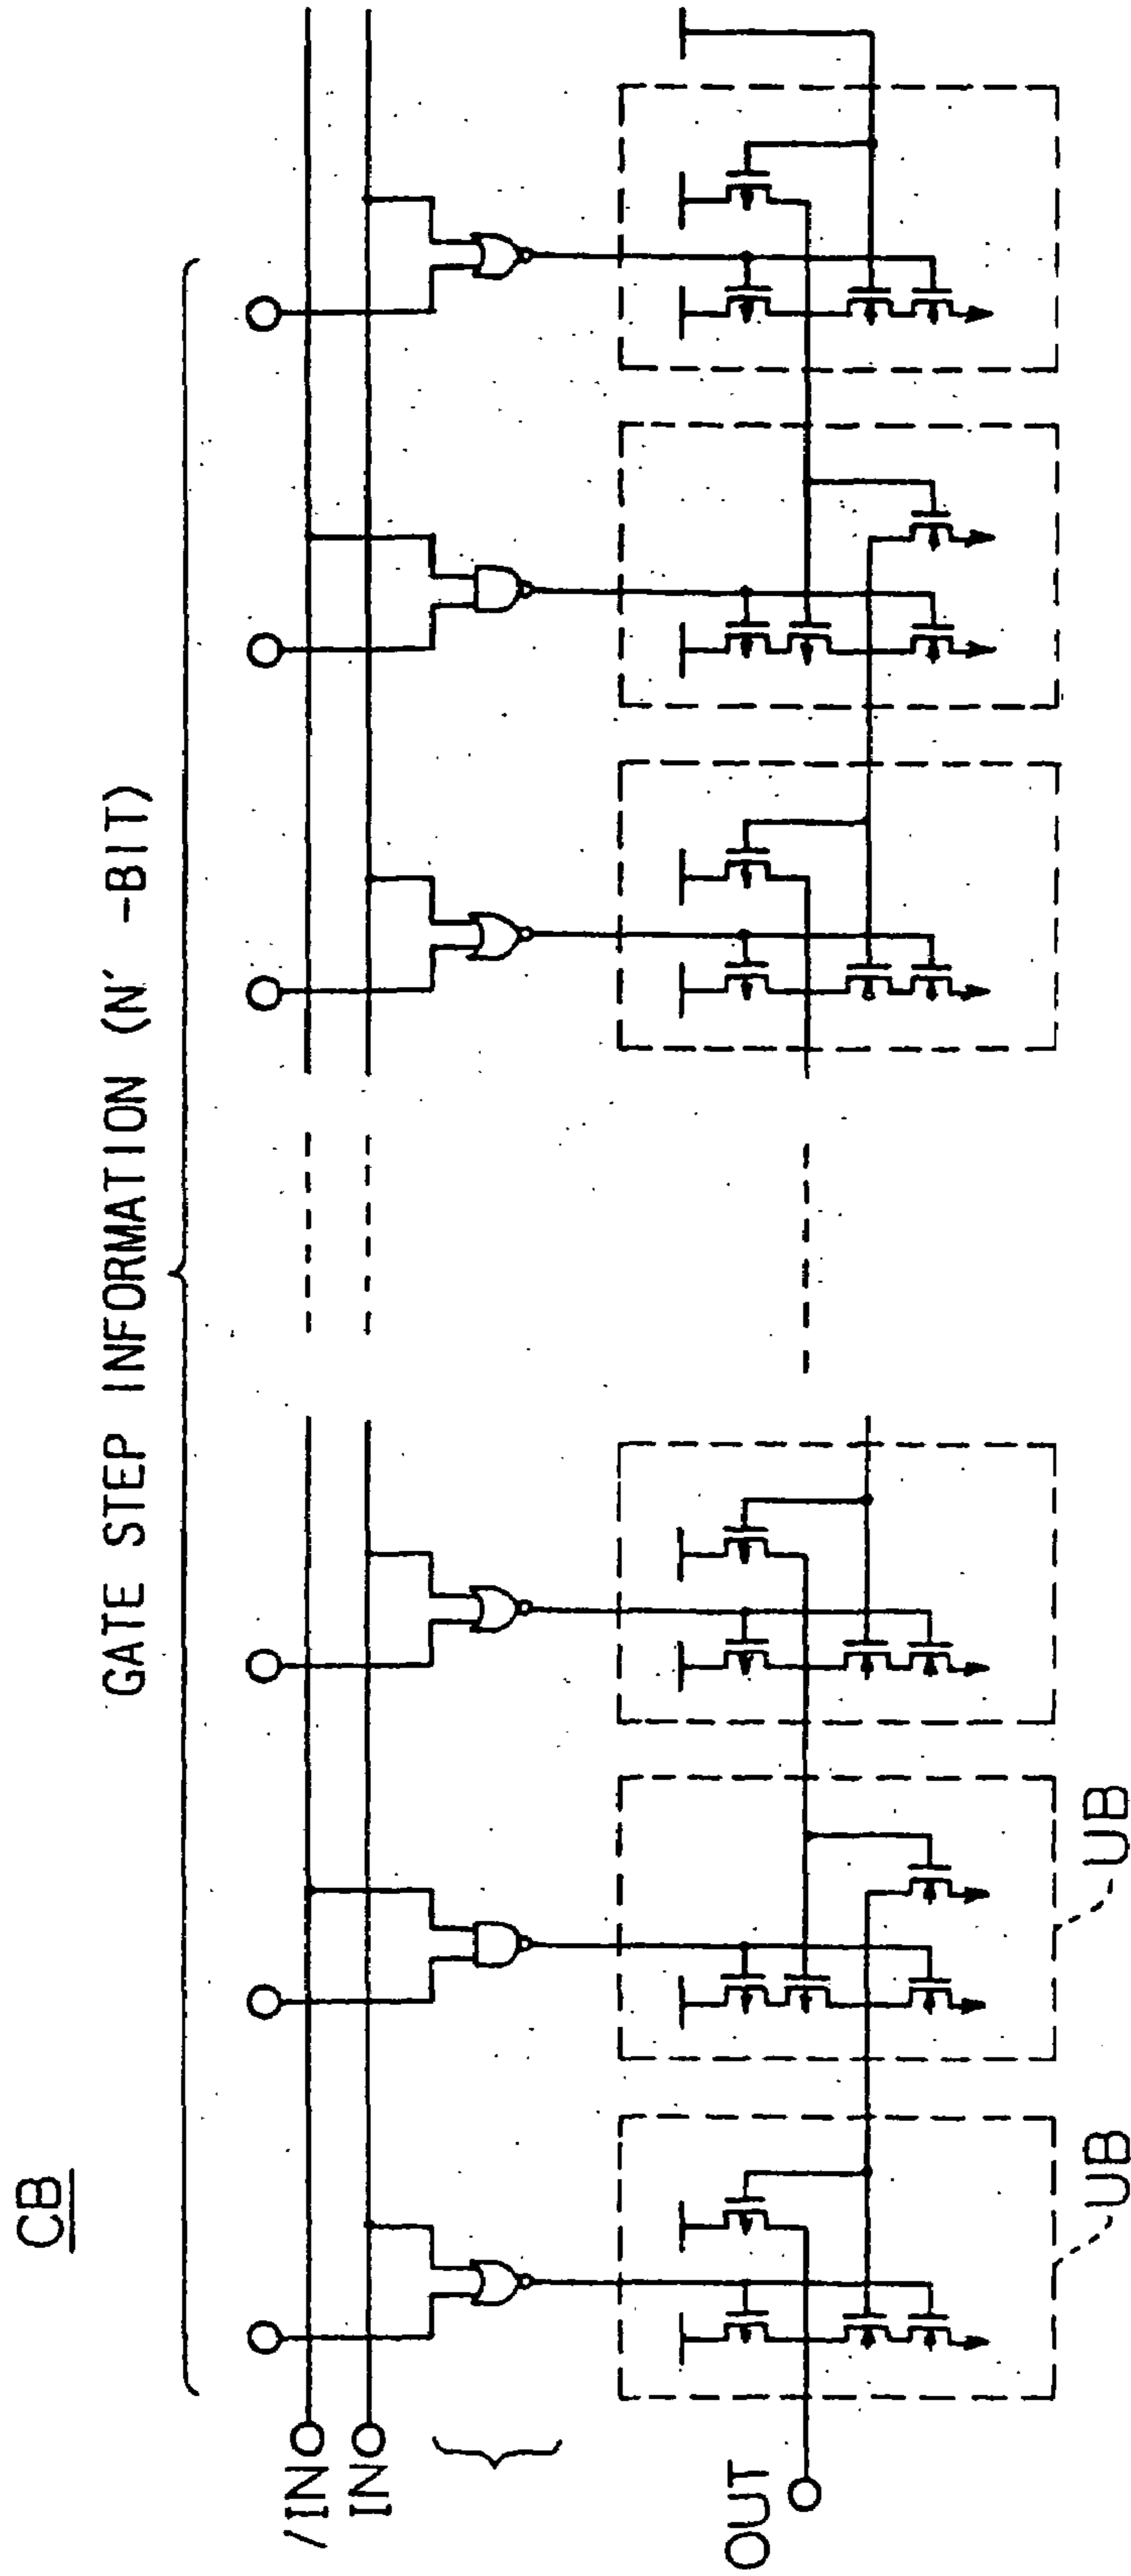 CB
GATE STEP INFORMATION (N′ -BIT)
/IN
IN
OUT
UB
UB